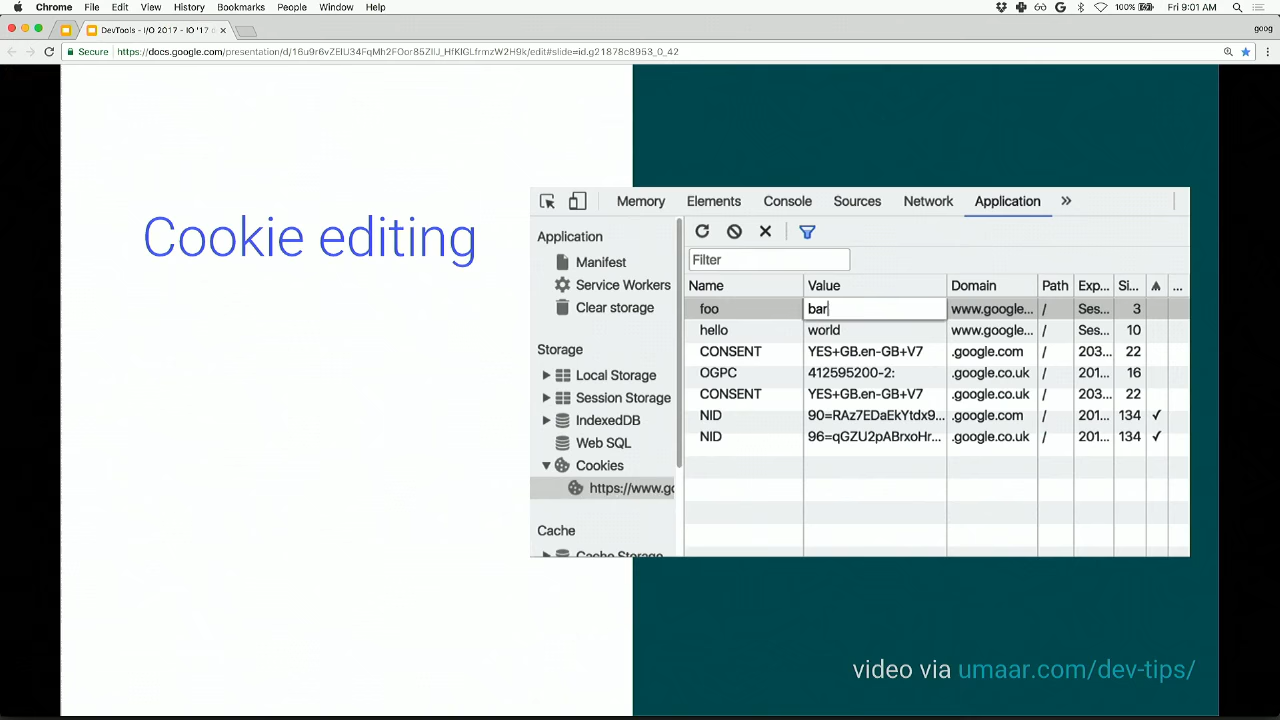 Chrome File Edit View History Bookmarks People Window Help 100% Fri 9:01 AM
DevTools - I/O 2017 - IO '17 d
goog
Secure https://docs.google.com/presentation/d/16u9r6vZEIU34FqMh2FOor85ZIIJ_HfKIGLfrmzW2H9k/edit#slide=id.g21878c8953_0_42
Cookie editing
Memory Elements Console Sources Network Application »
Application
Manifest
Service Workers
Clear storage
Storage
Local Storage
Session Storage
IndexedDB
Web SQL
Cookies
https://www.go
Cache
Cache Storage
Filter
Name Value Domain Path Exp... Si... ...
foo bar www.google... / Ses... 3
hello world www.google... / Ses... 10
CONSENT YES+GB.en-GB+V7 .google.com / 203... 22
OGPC 412595200-2: .google.co.uk / 201... 16
CONSENT YES+GB.en-GB+V7 .google.co.uk / 203... 22
NID 90=RAz7EDaEkYtdx9... .google.com / 201... 134 ✓
NID 96=qGZU2pABrxoHr... .google.co.uk / 201... 134 ✓
video via umaar.com/dev-tips/